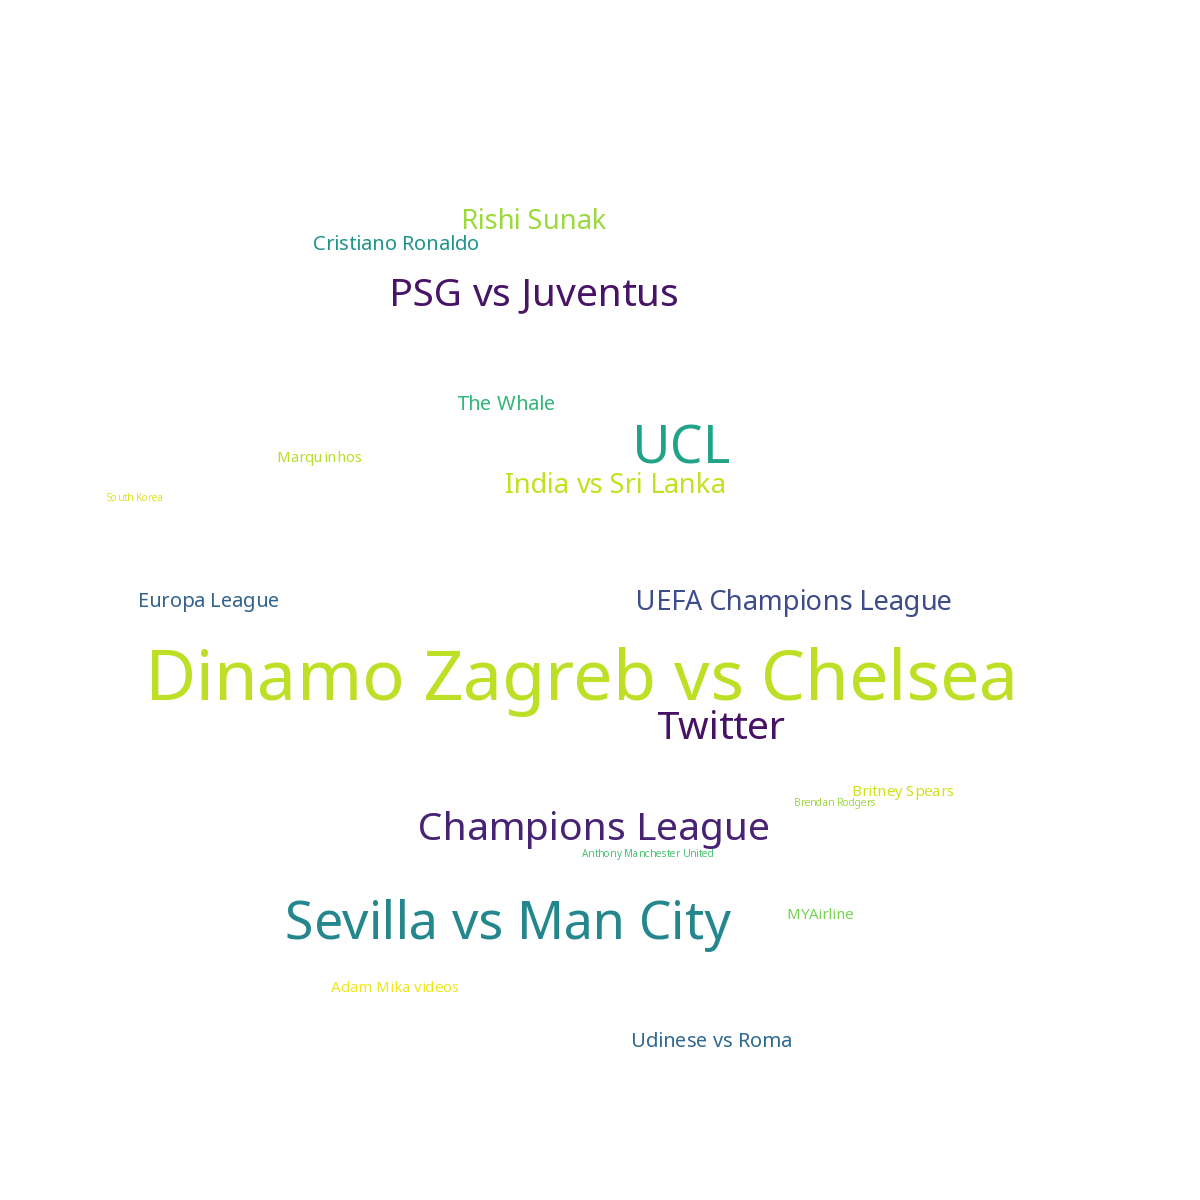 Rishi Sunak
Cristiano Ronaldo
PSG vs Juventus
The Whale
UCL
Marquinhos
India vs Sri Lanka
South Korea
Europa League
UEFA Champions League
Dinamo Zagreb vs Chelsea
Twitter
Britney Spears
Brendan Rodgers
Champions League
Anthony Manchester United
Sevilla vs Man City
MYAirline
Adam Mika videos
Udinese vs Roma